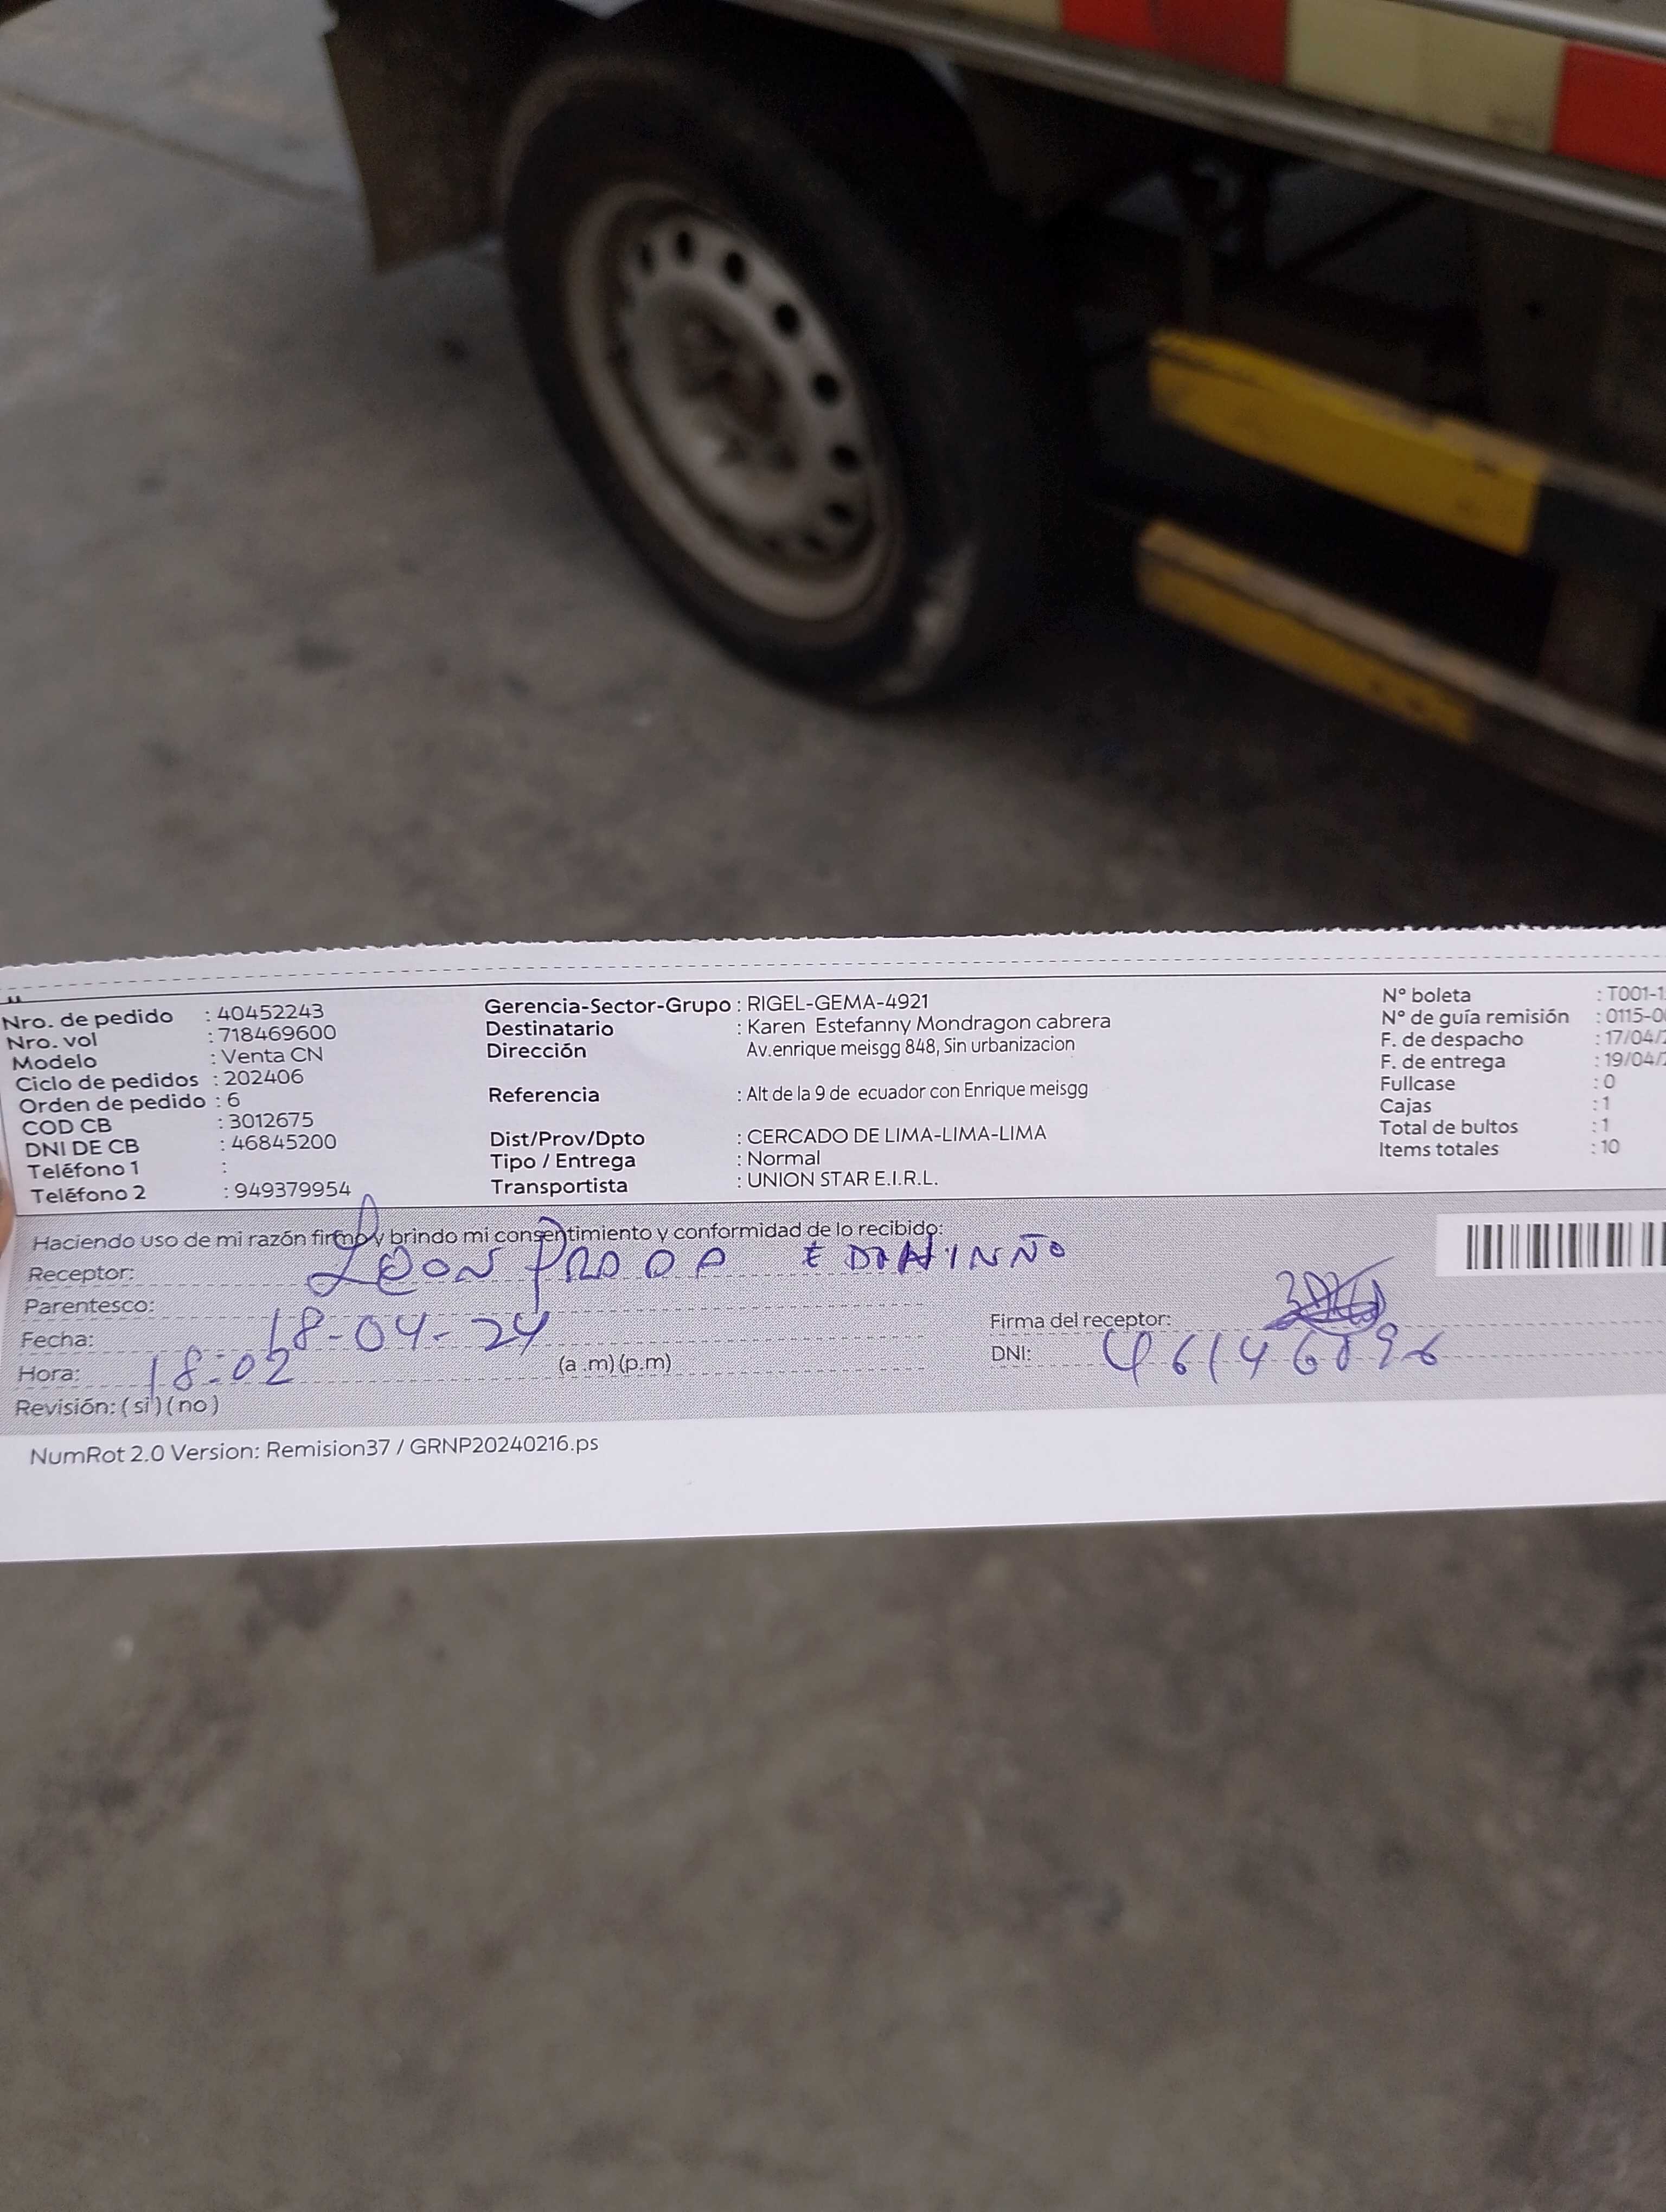 Nro. de pedido : 40452243
Nro. vol : 718469600
Modelo : Venta CN
Ciclo de pedidos : 202406
Orden de pedido : 6
COD CB : 3012675
DNI DE CB : 46845200
Teléfono 1 :
Teléfono 2 : 949379954
Gerencia-Sector-Grupo : RIGEL-GEMA-4921
Destinatario : Karen Estefanny Mondragon cabrera
Dirección Av.enrique meisgg 848, Sin urbanizacion
Referencia : Alt de la 9 de ecuador con Enrique meisgg
Dist/Prov/Dpto : CERCADO DE LIMA-LIMA-LIMA
Tipo / Entrega : Normal
Transportista : UNION STAR E.I.R.L.
N° boleta : T001-1
N° de guía remisión : 0115-0
F. de despacho : 17/04/
F. de entrega : 19/04/
Fullcase : 0
Cajas : 1
Total de bultos : 1
Items totales : 10
Haciendo uso de mi razón firmo y brindo mi consentimiento y conformidad de lo recibido:
Receptor: LEON
Parentesco:
Fecha: 18-04-24
Hora: 18:02 (a .m) (p.m)
Revisión: ( si ) ( no )
Firma del receptor:
DNI: 46146896
NumRot 2.0 Version: Remision37 / GRNP20240216.ps